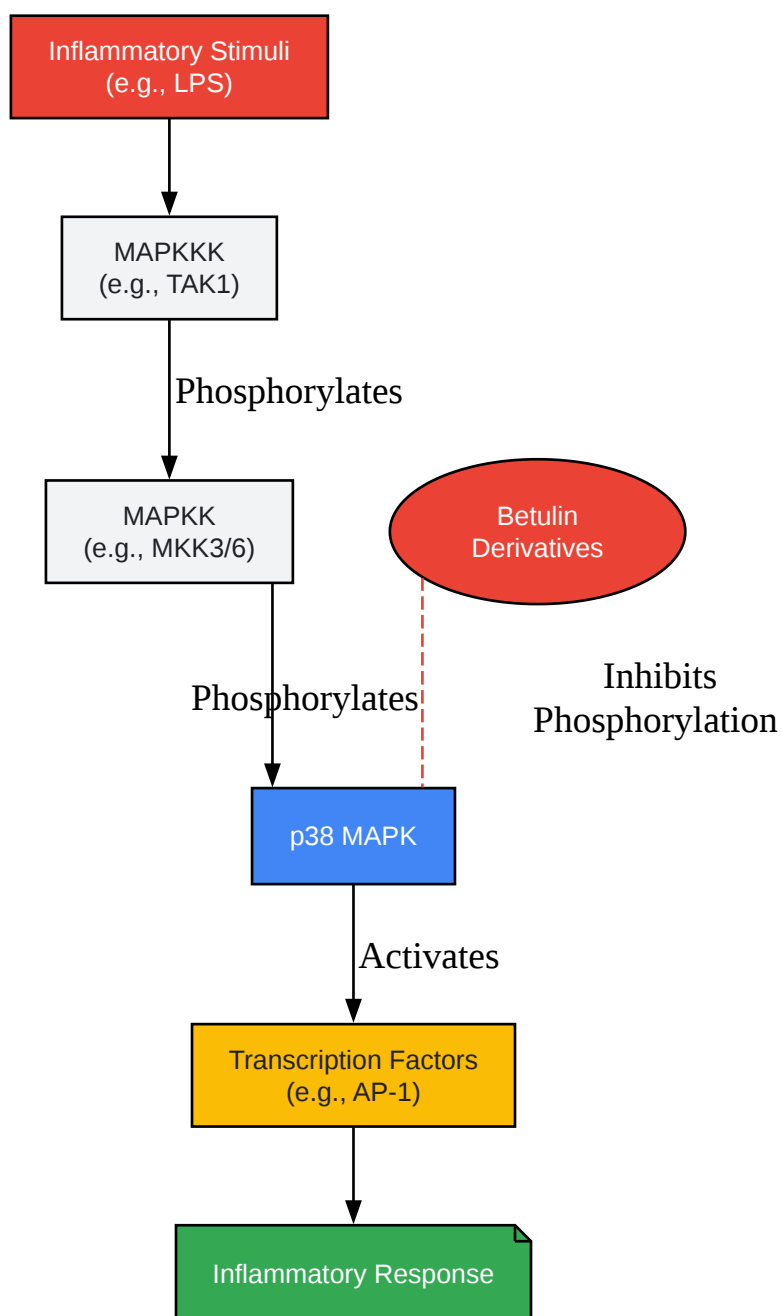 Inflammatory Stimuli
(e.g., LPS)
MAPKKK
(e.g., TAK1)
Phosphorylates
MAPKK
(e.g., MKK3/6)
Betulin
Derivatives
Phosphorylates
Inhibits
Phosphorylation
p38 MAPK
Activates
Transcription Factors
(e.g., AP-1)
Inflammatory Response